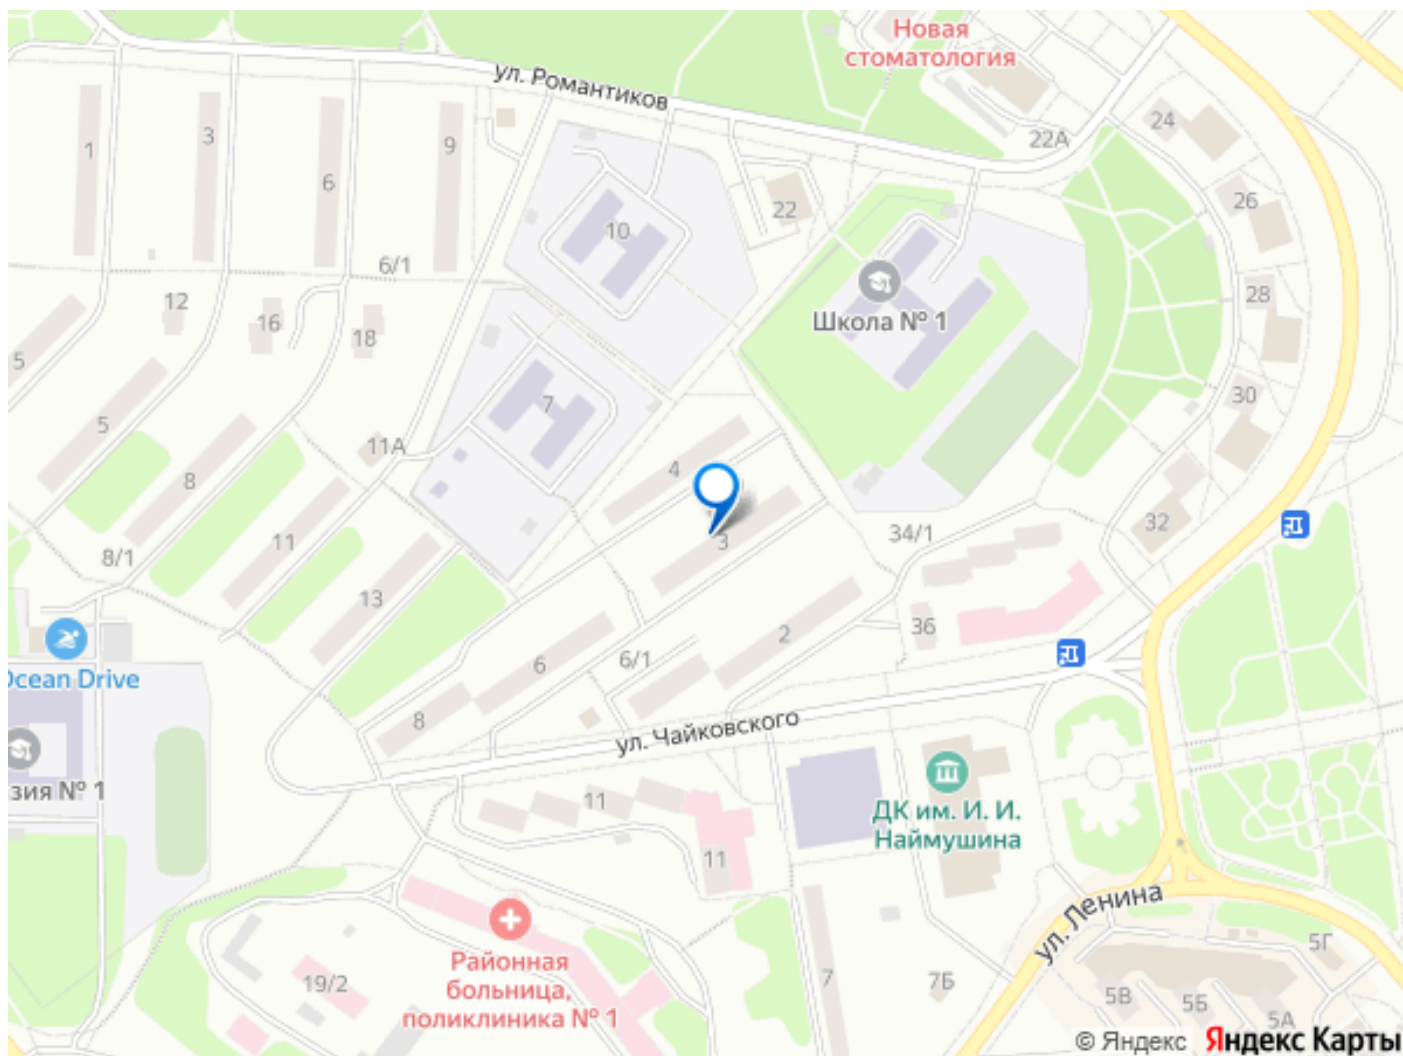 Новая
стоматология
ул. Романтиков
24
22А
1
3
9
6
26
22
10
6/1
28
12
16
18
Школа № 1
5
30
7
5
11А
4
8
32
3
34/1
11
8/1
13
36
2
6
6/1
Ocean Drive
8
ул. Чайковского
зия № 1
11
ДК им. И. И.
Наймушина
11
ул. Ленина
5Г
Районная
больница,
поликлиника № 1
19/2
7
7Б
5В
5Б
5А
© Яндекс Яндекс Карты